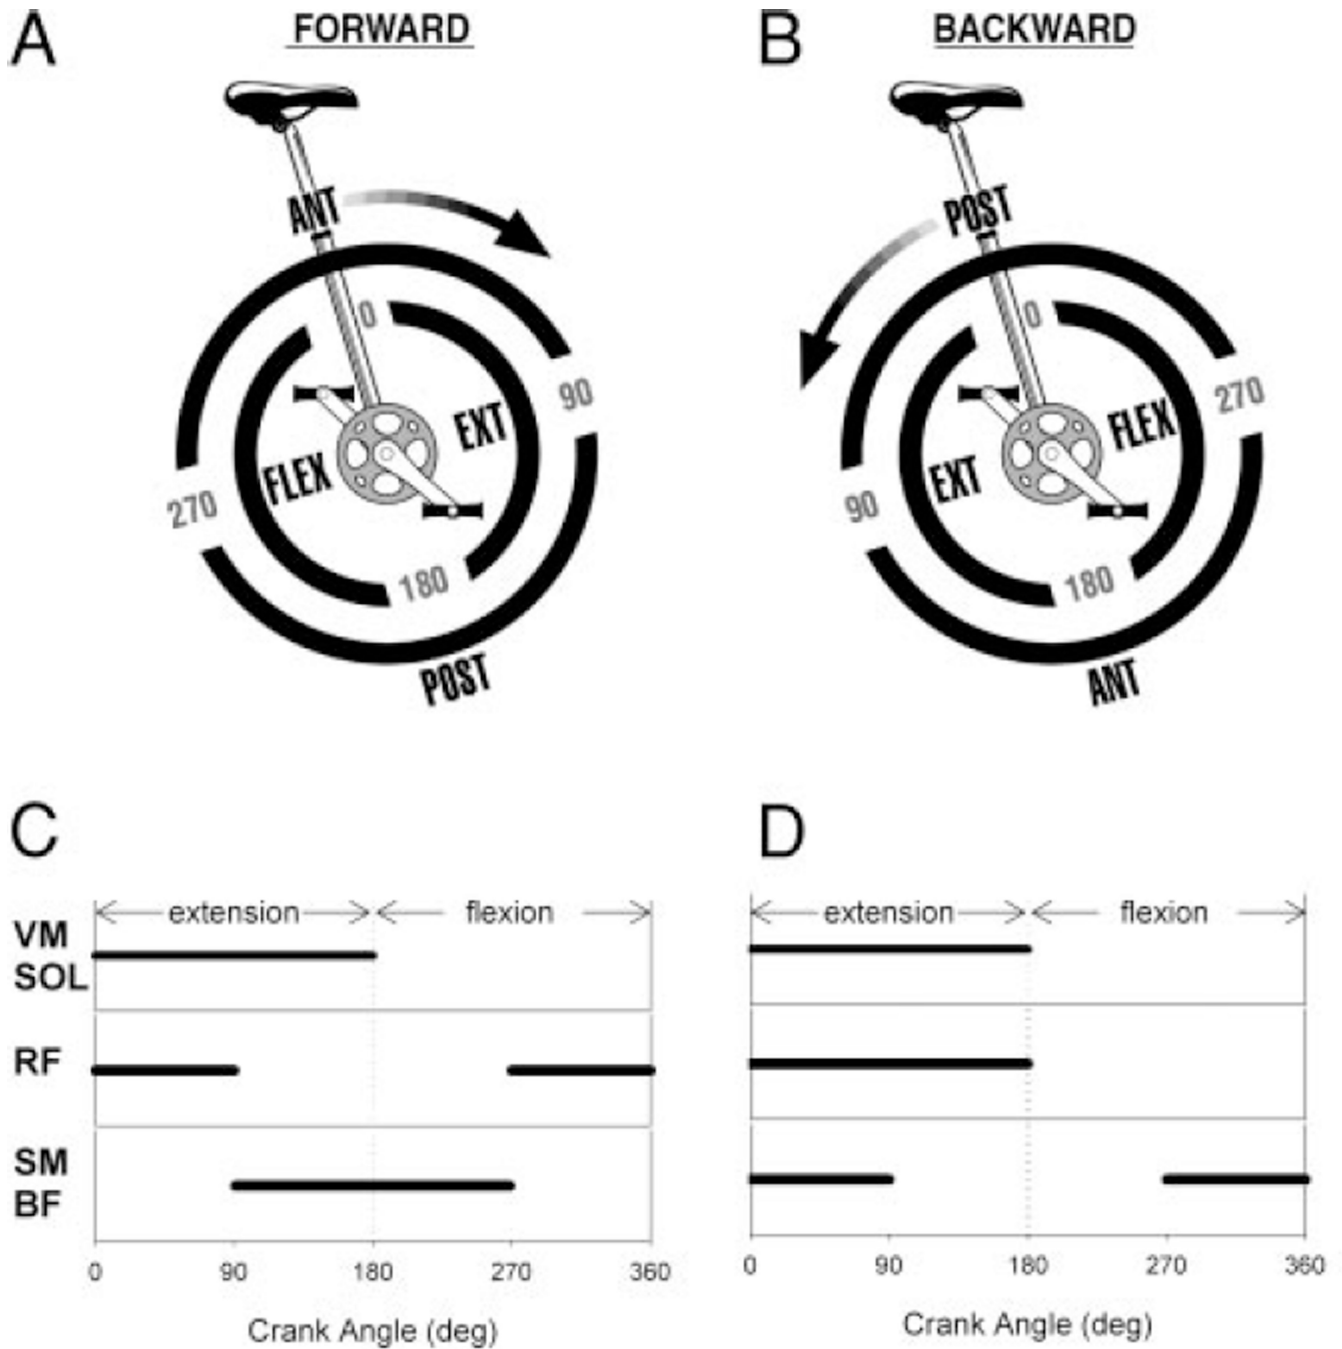 A FORWARD
B BACKWARD
ANT
POST
0
0
90
270
EXT
FLEX
FLEX
EXT
270
90
180
180
POST
ANT
C
D
extension flexion
extension flexion
VM
SOL
RF
SM
BF
0 90 180 270 360
0 90 180 270 360
Crank Angle (deg)
Crank Angle (deg)